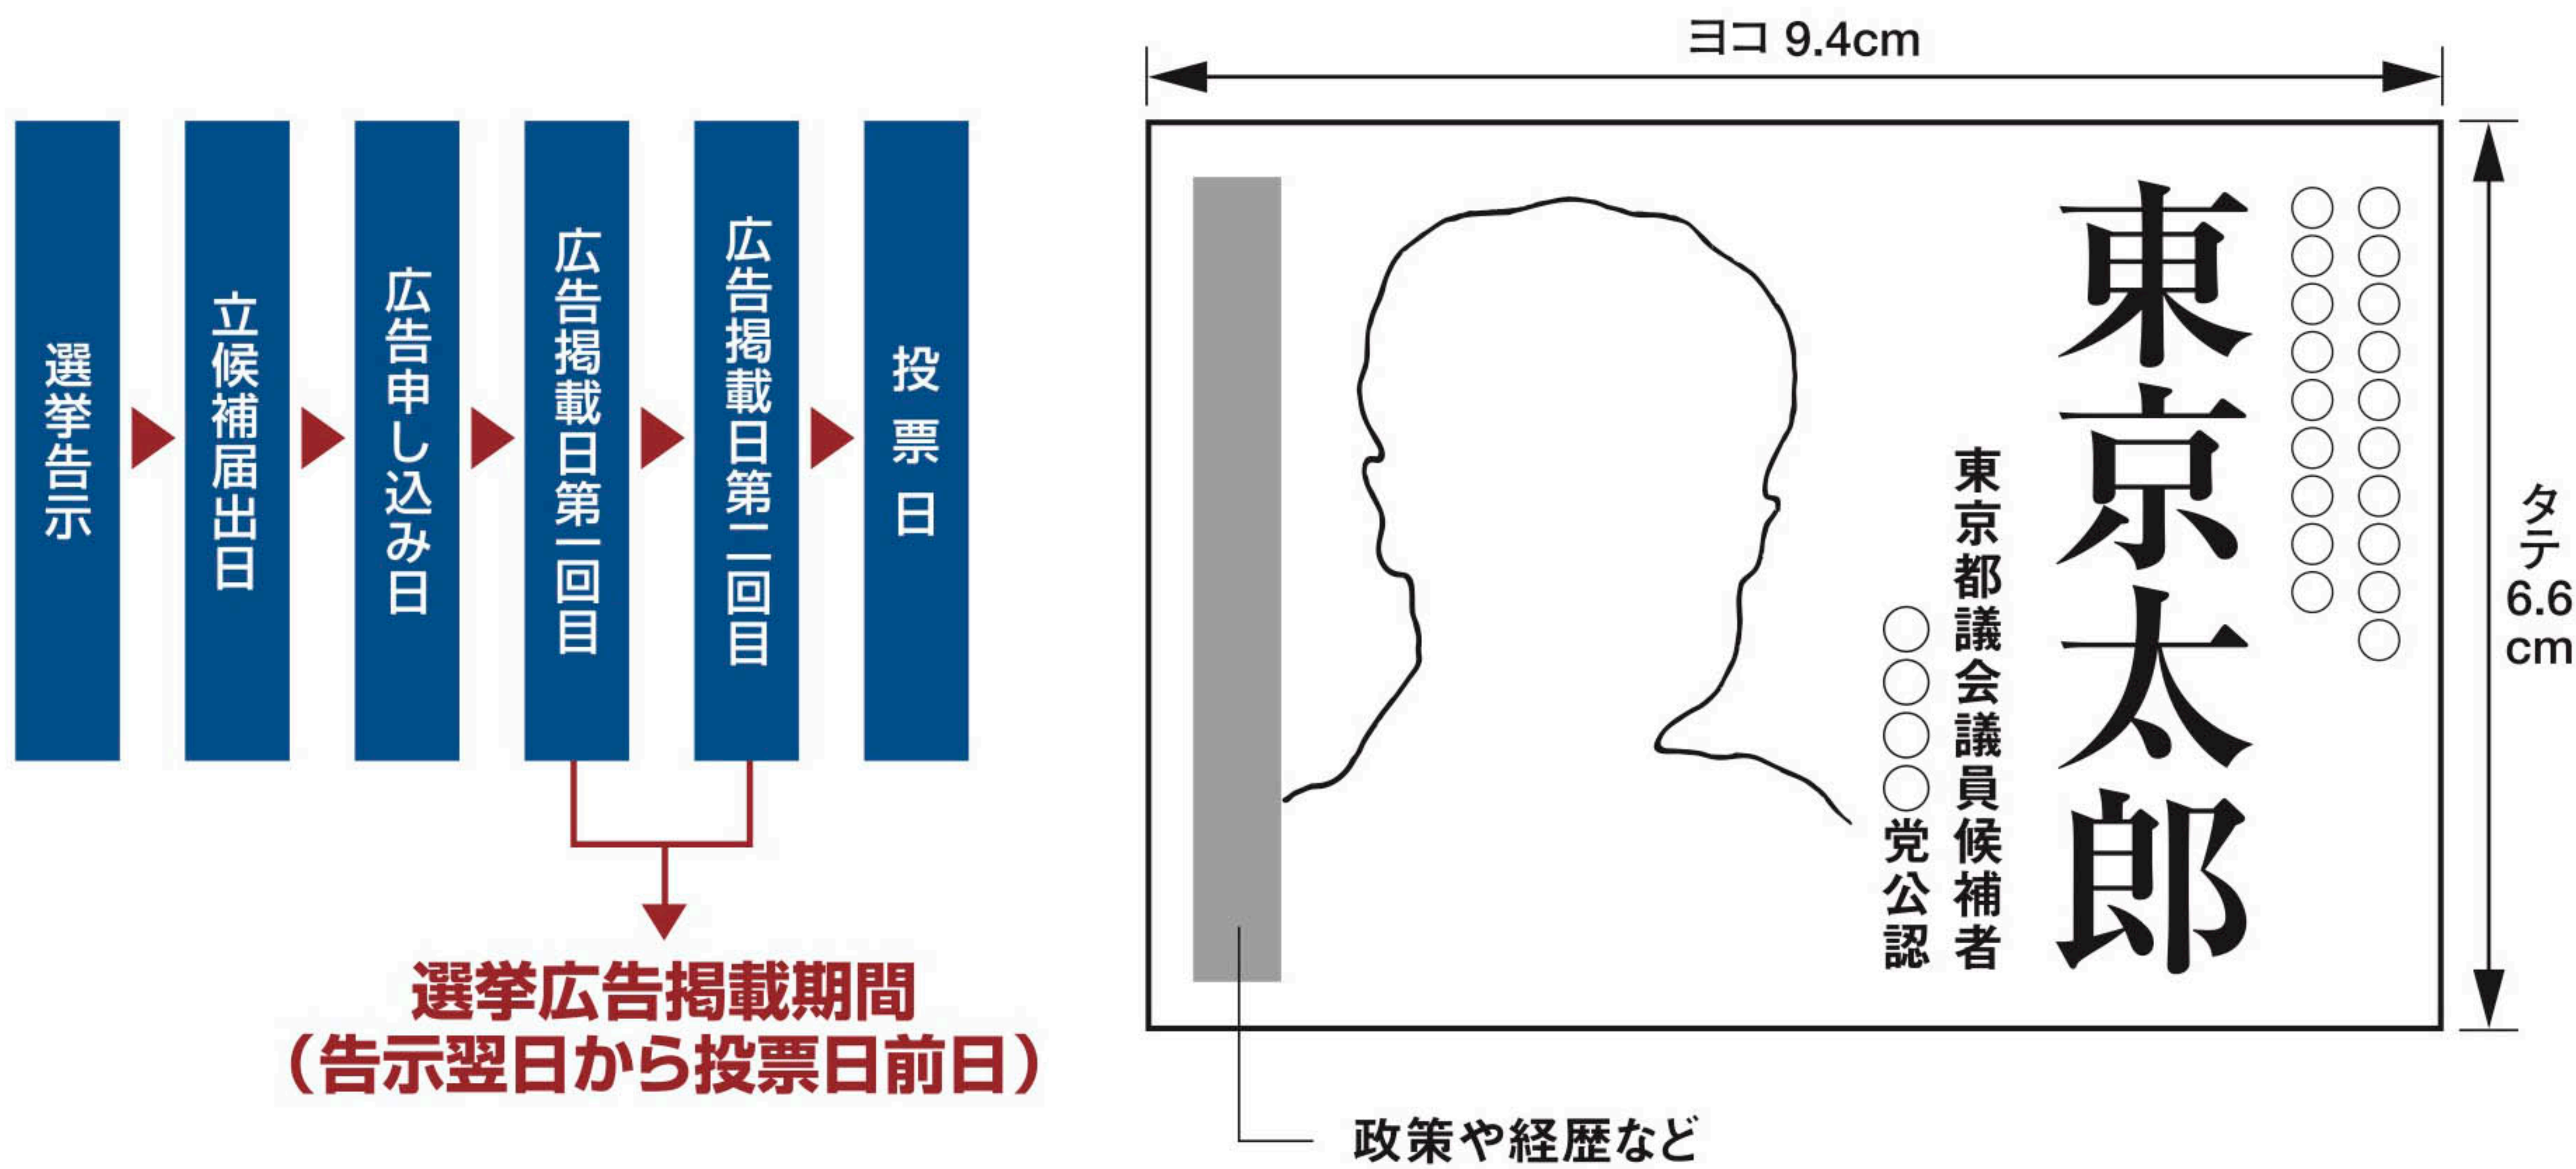 選挙告示
立候補届出日
広告申し込み日
広告掲載日第一回目
広告掲載日第二回目
投票日
選挙広告掲載期間
（告示翌日から投票日前日）
ヨコ 9.4cm
タテ
6.6
cm
○○○○○○○○○○
○○○○○○○○○
東京太郎
東京都議会議員候補者
○○○○党公認
政策や経歴など